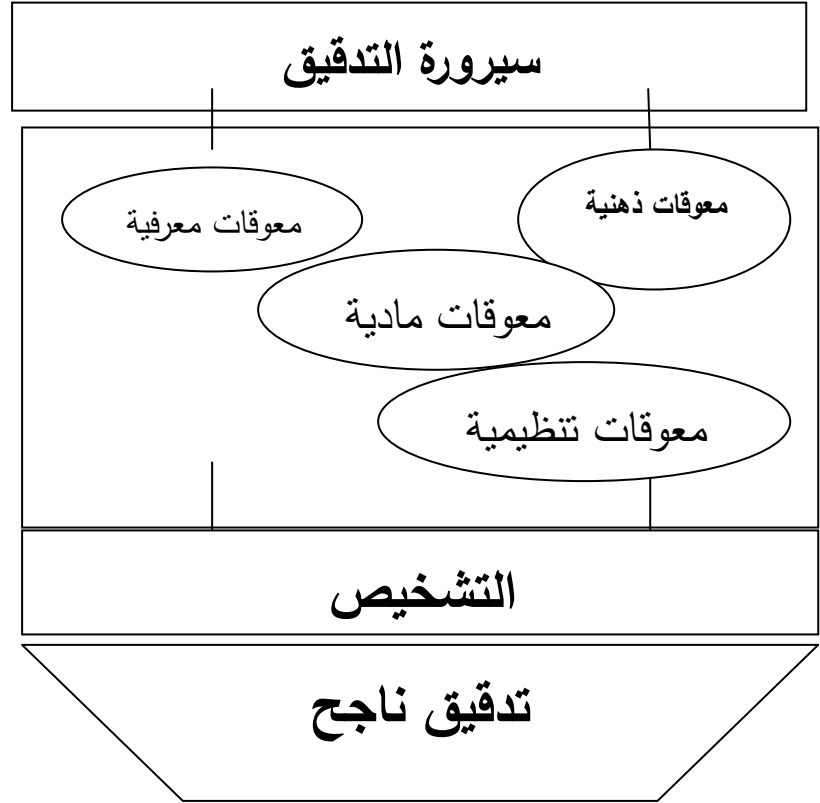 سيرورة التدقيق
معوقات ذهنية
معوقات معرفية
معوقات مادية
معوقات تنظيمية
التشخيص
تدقيق ناجح